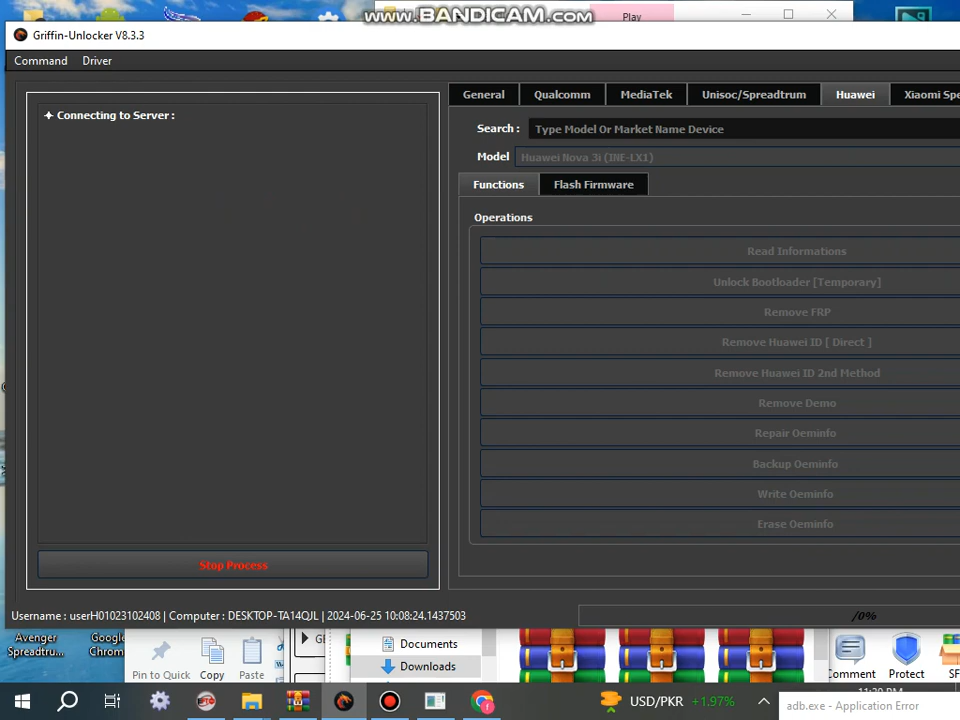 www.BANDICAM.com
Play
Griffin-Unlocker V8.3.3
Command Driver
General Qualcomm MediaTek Unisoc/Spreadtrum Huawei Xiaomi Spe
Connecting to Server :
Search : Type Model Or Market Name Device
Model Huawei Nova 3i (INE-LX1)
Functions Flash Firmware
Operations
Read Informations
Unlock Bootloader [Temporary]
Remove FRP
Remove Huawei ID [ Direct ]
Remove Huawei ID 2nd Method
Remove Demo
Repair Oeminfo
Backup Oeminfo
Write Oeminfo
Erase Oeminfo
Stop Process
Username : userH01023102408 | Computer : DESKTOP-TA14QJL | 2024-06-25 10:08:24.1437503
/0%
Avenger
Spreadtru...
Google
Chrom
Pin to Quick Copy Paste
Documents
Downloads
Comment Protect SF
USD/PKR +1.97%
adb.exe - Application Error